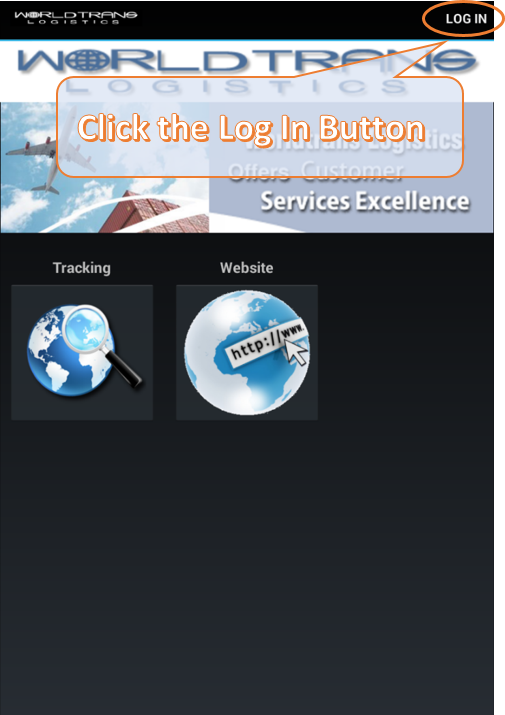 WORLDTRANS
LOGISTICS
LOG IN
WORLDTRANS
LOGISTICS
Click the Log In Button
Worldtrans Logistics
Offers Customer
Services Excellence
Tracking
Website
http://www.